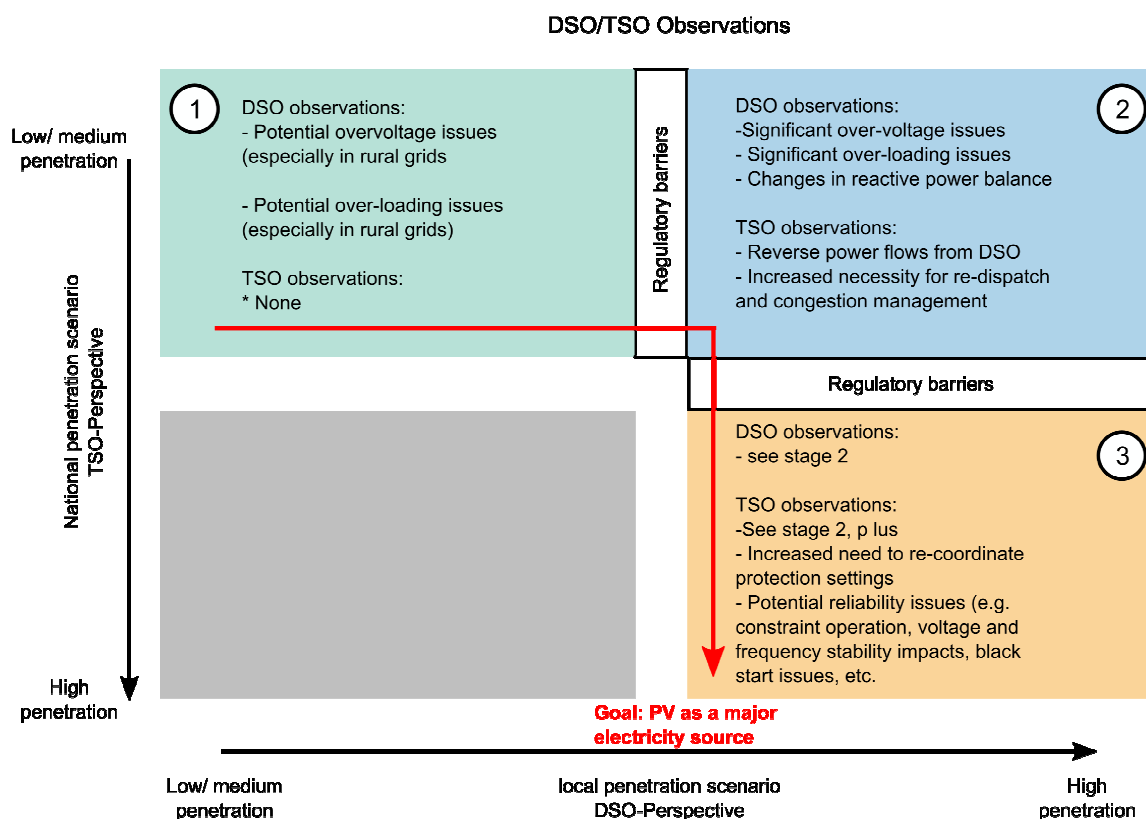 DSO/TSO Observations
Low/ medium
penetration
National penetration scenario
TSO-Perspective
High
penetration
1
DSO observations:
- Potential overvoltage issues
(especially in rural grids
- Potential over-loading issues
(especially in rural grids)
TSO observations:
* None
Regulatory barriers
2
DSO observations:
-Significant over-voltage issues
- Significant over-loading issues
- Changes in reactive power balance
TSO observations:
- Reverse power flows from DSO
- Increased necessity for re-dispatch
and congestion management
Regulatory barriers
3
DSO observations:
- see stage 2
TSO observations:
-See stage 2, p lus
- Increased need to re-coordinate
protection settings
- Potential reliability issues (e.g.
constraint operation, voltage and
frequency stability impacts, black
start issues, etc.
Goal: PV as a major
electricity source
Low/ medium
penetration
local penetration scenario
DSO-Perspective
High
penetration